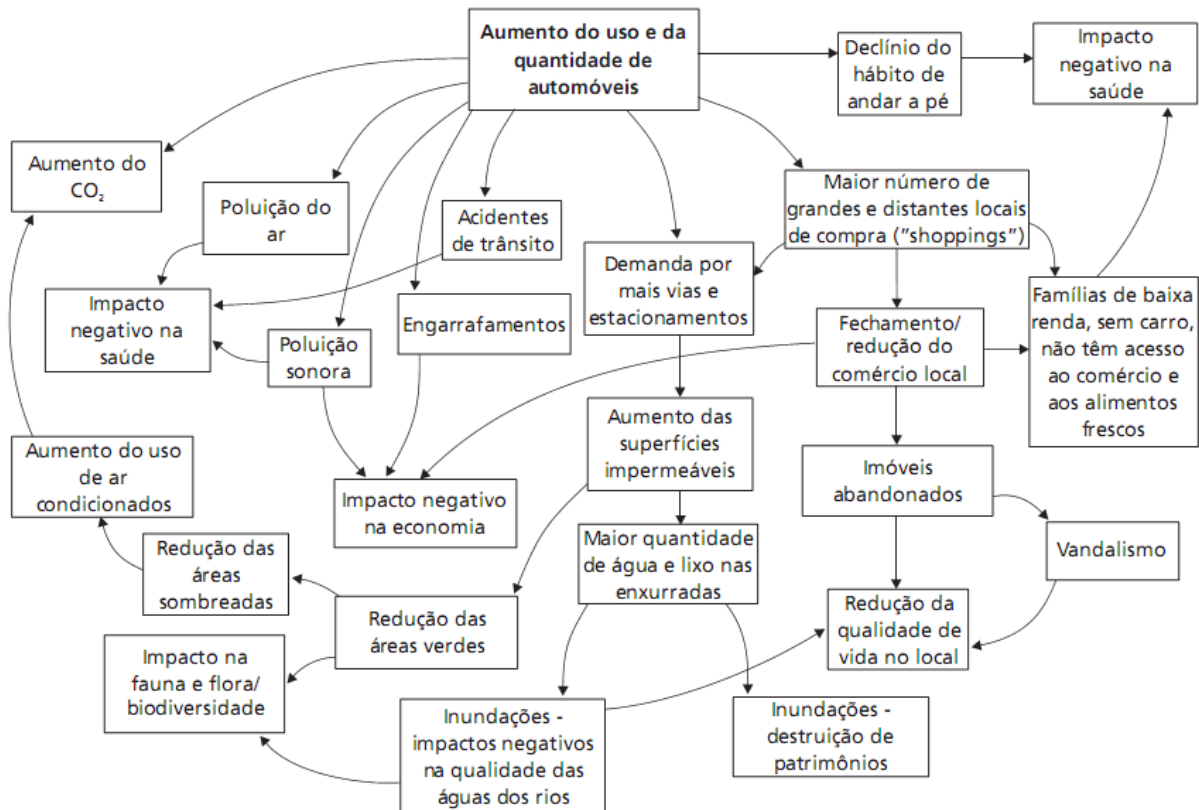 Aumento do uso e da
quantidade de
automóveis
Declínio do
hábito de
andar a pé
Impacto
negativo na
saúde
Aumento do
CO₂
Poluição do
ar
Acidentes
de trânsito
Maior número de
grandes e distantes locais
de compra ("shoppings")
Impacto
negativo na
saúde
Poluição
sonora
Engarrafamentos
Demanda por
mais vias e
estacionamentos
Fechamento/
redução do
comércio local
Famílias de baixa
renda, sem carro,
não têm acesso
ao comércio e
aos alimentos
frescos
Aumento do uso
de ar
condicionados
Impacto negativo
na economia
Aumento das
superfícies
impermeáveis
Imóveis
abandonados
Redução das
áreas
sombreadas
Maior quantidade
de água e lixo nas
enxurradas
Vandalismo
Redução das
áreas verdes
Redução da
qualidade de
vida no local
Impacto na
fauna e flora/
biodiversidade
Inundações -
impactos negativos
na qualidade das
águas dos rios
Inundações -
destruição de
patrimônios